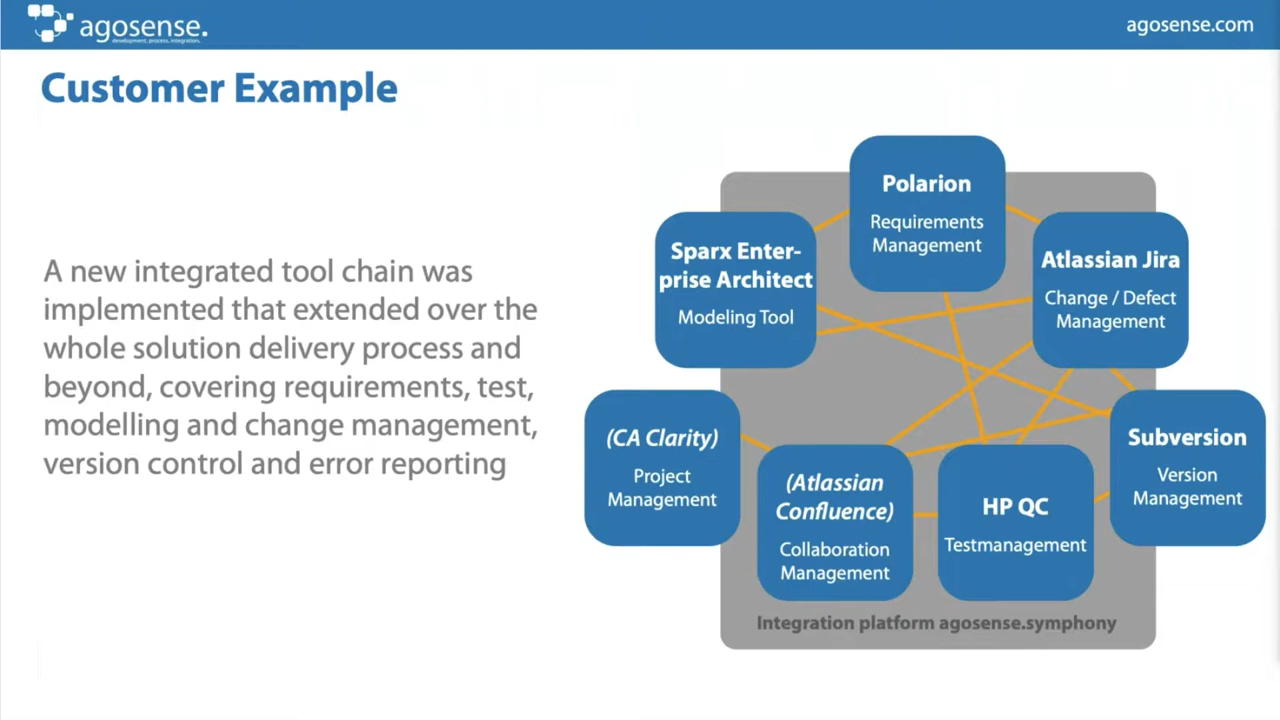 agosense.
development, process, integration.
agosense.com
Customer Example
A new integrated tool chain was
implemented that extended over the
whole solution delivery process and
beyond, covering requirements, test,
modelling and change management,
version control and error reporting
Polarion
Requirements
Management
Sparx Enter-
prise Architect
Modeling Tool
Atlassian Jira
Change / Defect
Management
(CA Clarity)
Project
Management
(Atlassian
Confluence)
Collaboration
Management
HP QC
Testmanagement
Subversion
Version
Management
Integration platform agosense.symphony